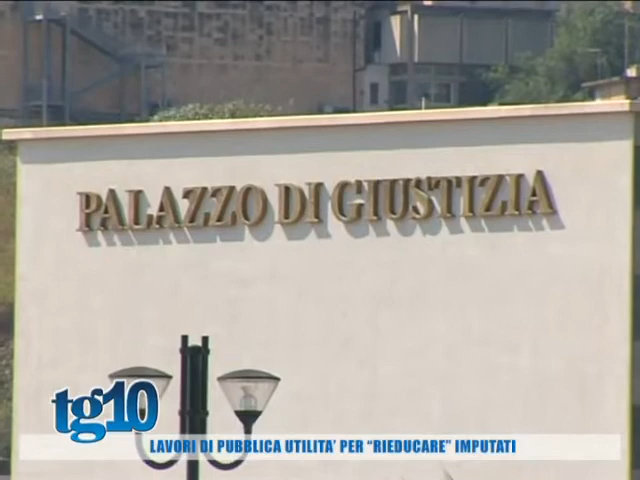 PALAZZO DI GIUSTIZIA
tg10
LAVORI DI PUBBLICA UTILITA' PER “RIEDUCARE” IMPUTATI